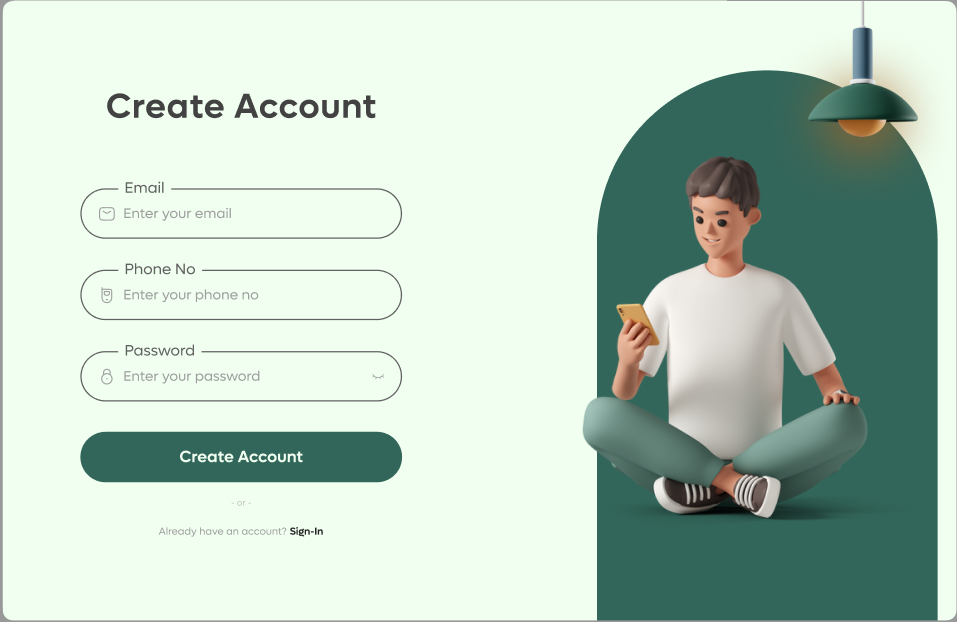 Create Account
Email
Enter your email
Phone No
Enter your phone no
Password
Enter your password
Create Account
- or -
Already have an account? Sign-In